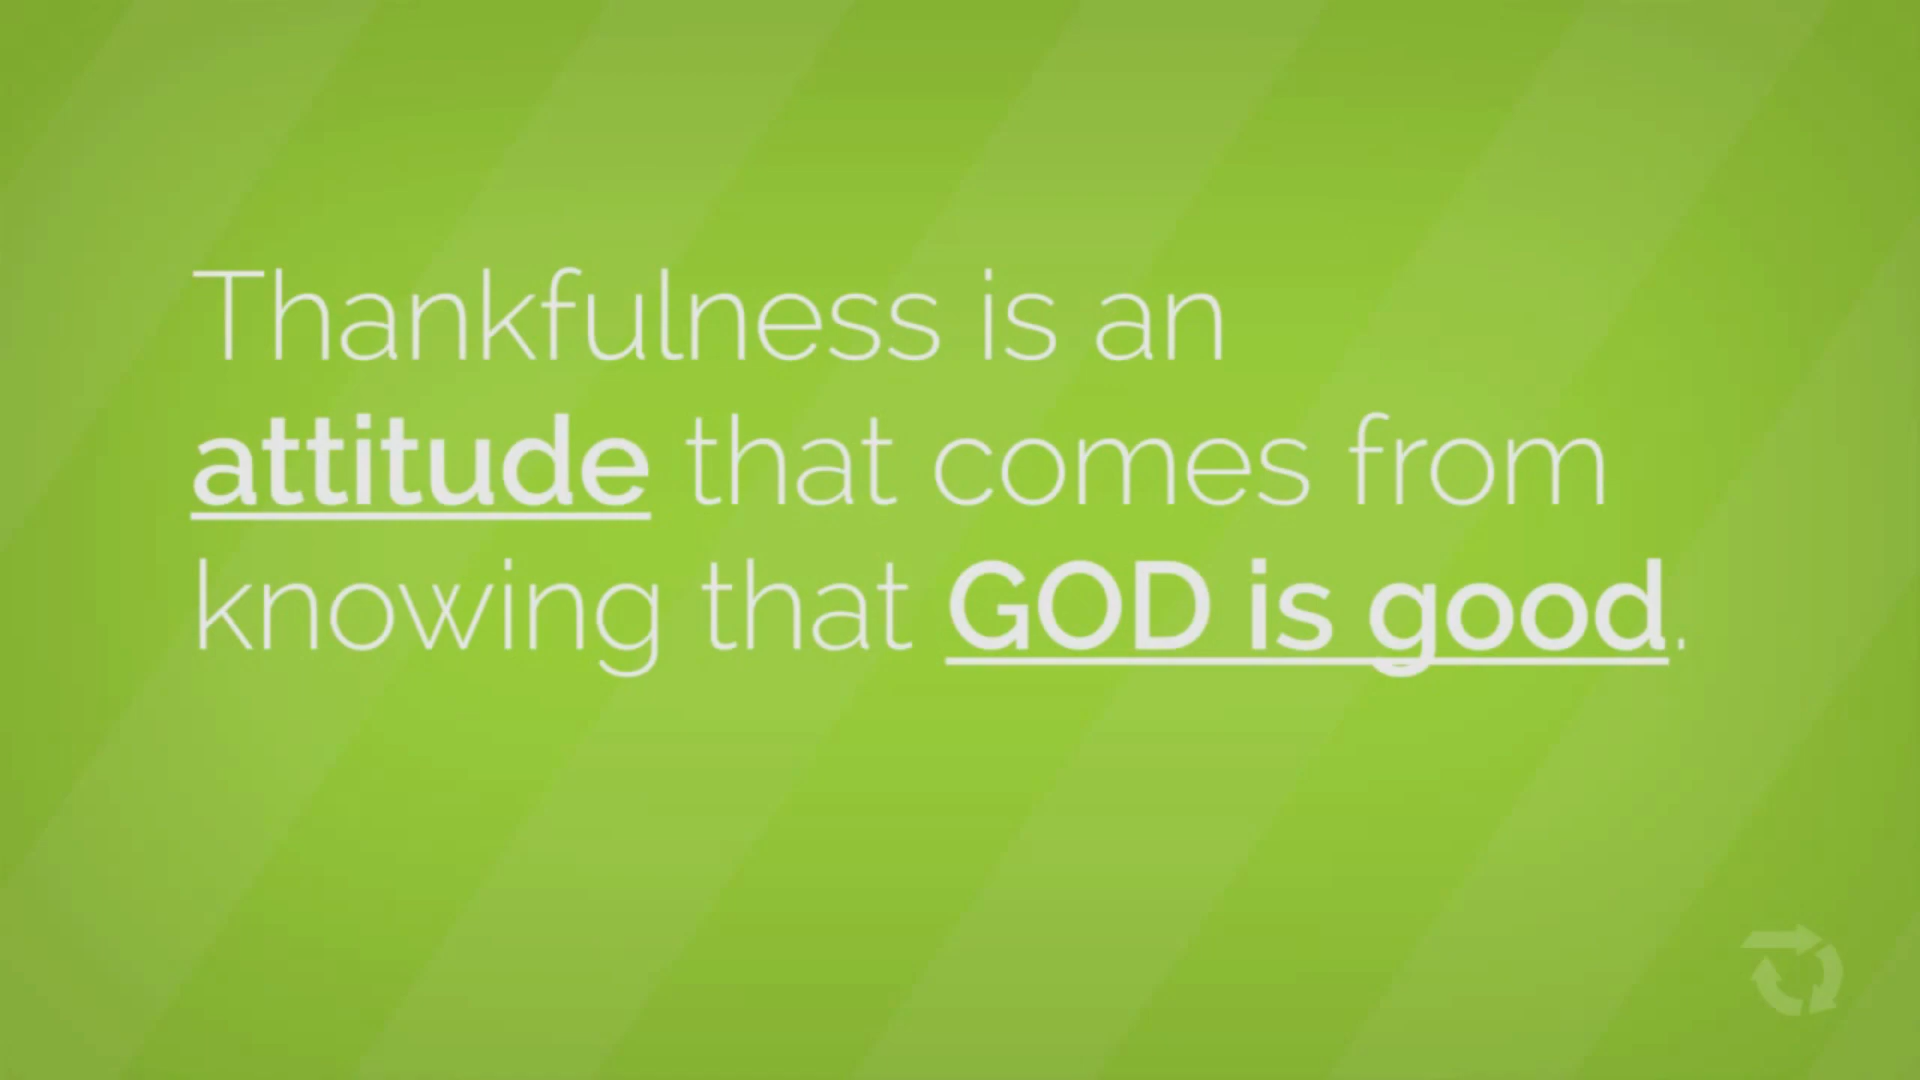 Thankfulness is an
attitude that comes from
knowing that GOD is good.